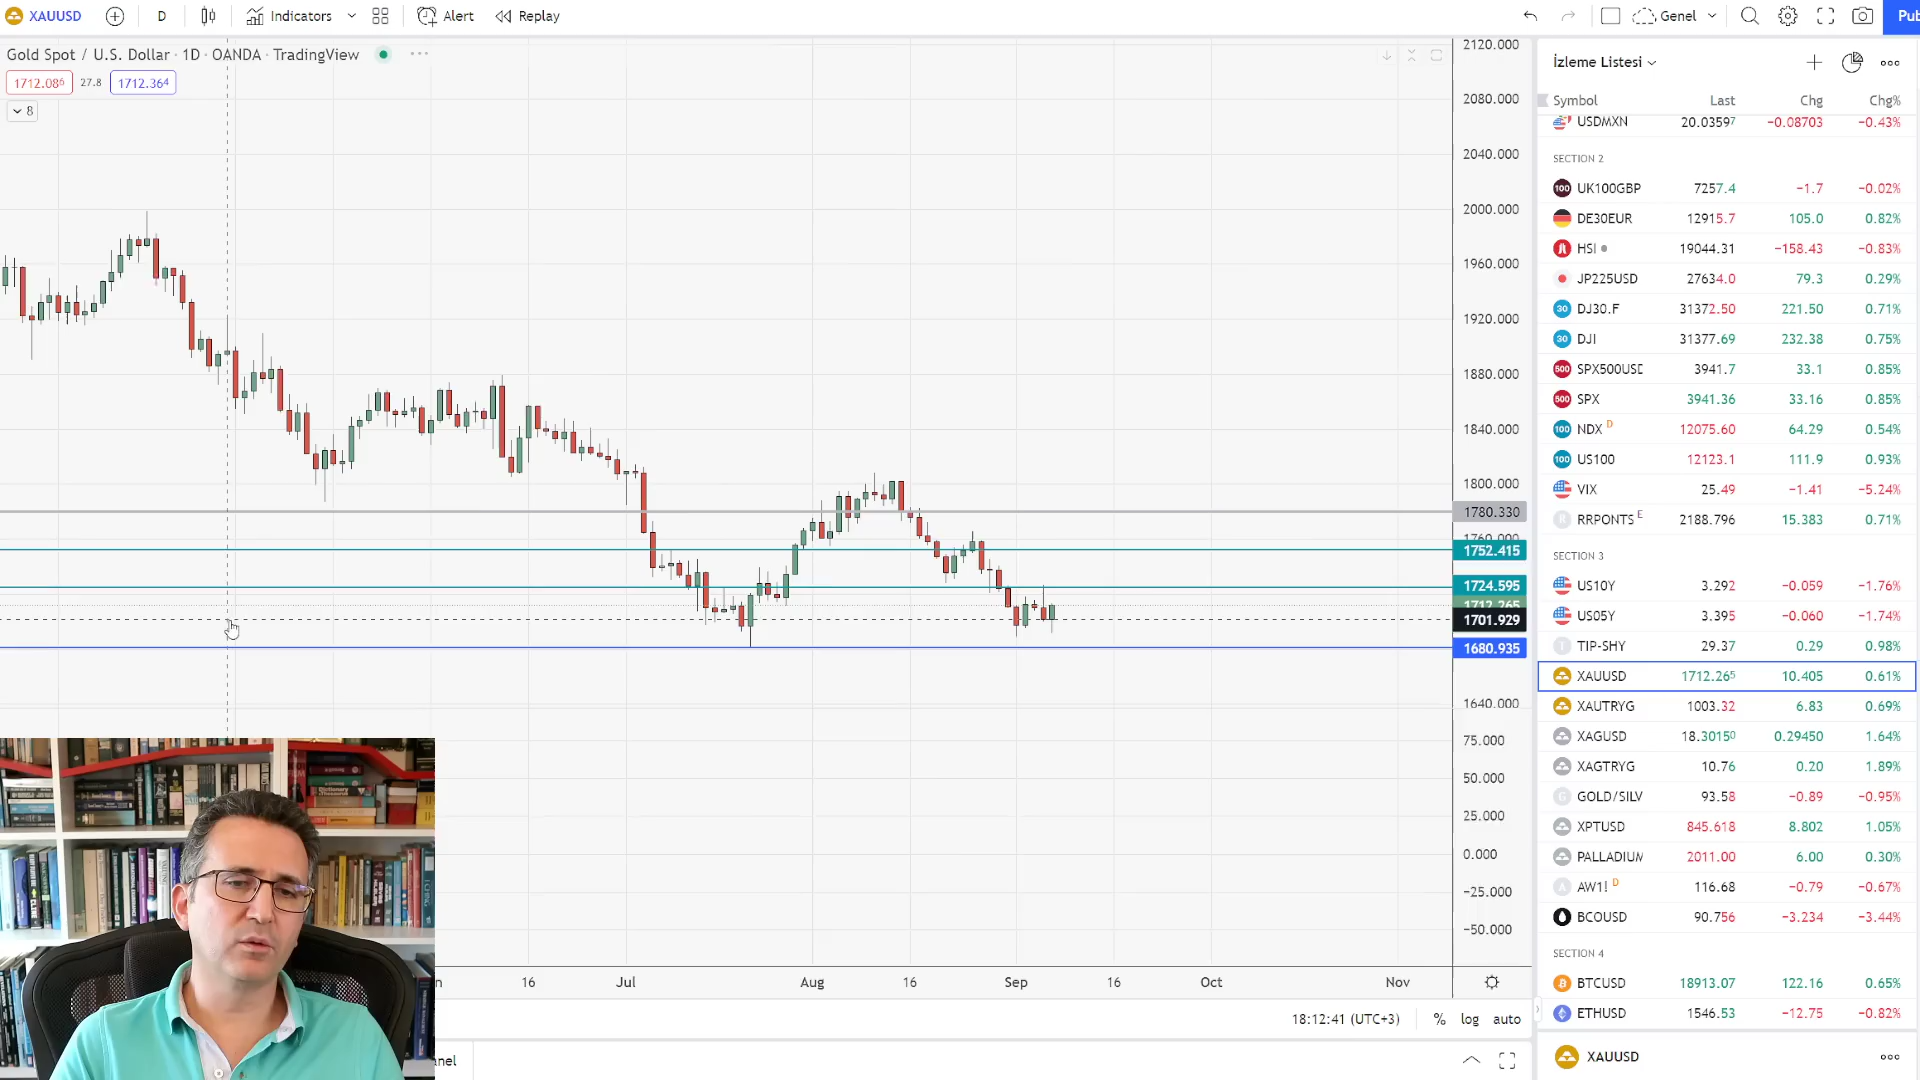 XAUUSD D Indicators Alert Replay Genel Pub
Gold Spot / U.S. Dollar · 1D · OANDA · TradingView
1712.086 27.8 1712.364
8
2120.000
2080.000
2040.000
2000.000
1960.000
1920.000
1880.000
1840.000
1800.000
1780.330
1760.000
1752.415
1724.595
1712.265
1701.929
1680.935
1640.000
75.000
50.000
25.000
0.000
−25.000
−50.000
16 Jul Aug 16 Sep 16 Oct Nov
18:12:41 (UTC+3) % log auto
nel
İzleme Listesi
Symbol Last Chg Chg%
USDMXN 20.03597 −0.08703 −0.43%
SECTION 2
UK100GBP 7257.4 −1.7 −0.02%
DE30EUR 12915.7 105.0 0.82%
HSI 19044.31 −158.43 −0.83%
JP225USD 27634.0 79.3 0.29%
30 DJ30.F 31372.50 221.50 0.71%
30 DJI 31377.69 232.38 0.75%
500 SPX500USD 3941.7 33.1 0.85%
500 SPX 3941.36 33.16 0.85%
100 NDX D 12075.60 64.29 0.54%
100 US100 12123.1 111.9 0.93%
VIX 25.49 −1.41 −5.24%
R RRPONTS E 2188.796 15.383 0.71%
SECTION 3
US10Y 3.292 −0.059 −1.76%
US05Y 3.395 −0.060 −1.74%
T TIP-SHY 29.37 0.29 0.98%
XAUUSD 1712.265 10.405 0.61%
XAUTRYG 1003.32 6.83 0.69%
XAGUSD 18.30150 0.29450 1.64%
XAGTRYG 10.76 0.20 1.89%
G GOLD/SILV 93.58 −0.89 −0.95%
XPTUSD 845.618 8.802 1.05%
PALLADIUM 2011.00 6.00 0.30%
A AW1! D 116.68 −0.79 −0.67%
BCOUSD 90.756 −3.234 −3.44%
SECTION 4
BTCUSD 18913.07 122.16 0.65%
ETHUSD 1546.53 −12.75 −0.82%
XAUUSD